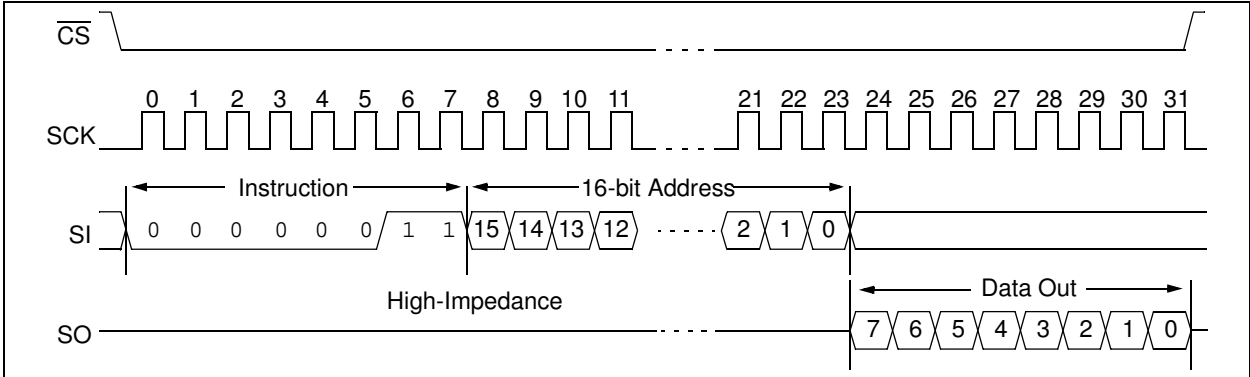 CS
0 1 2 3 4 5 6 7 8 9 10 11 21 22 23 24 25 26 27 28 29 30 31
SCK
Instruction 16-bit Address
SI 0 0 0 0 0 0 1 1 15 14 13 12 2 1 0
High-Impedance Data Out
SO 7 6 5 4 3 2 1 0